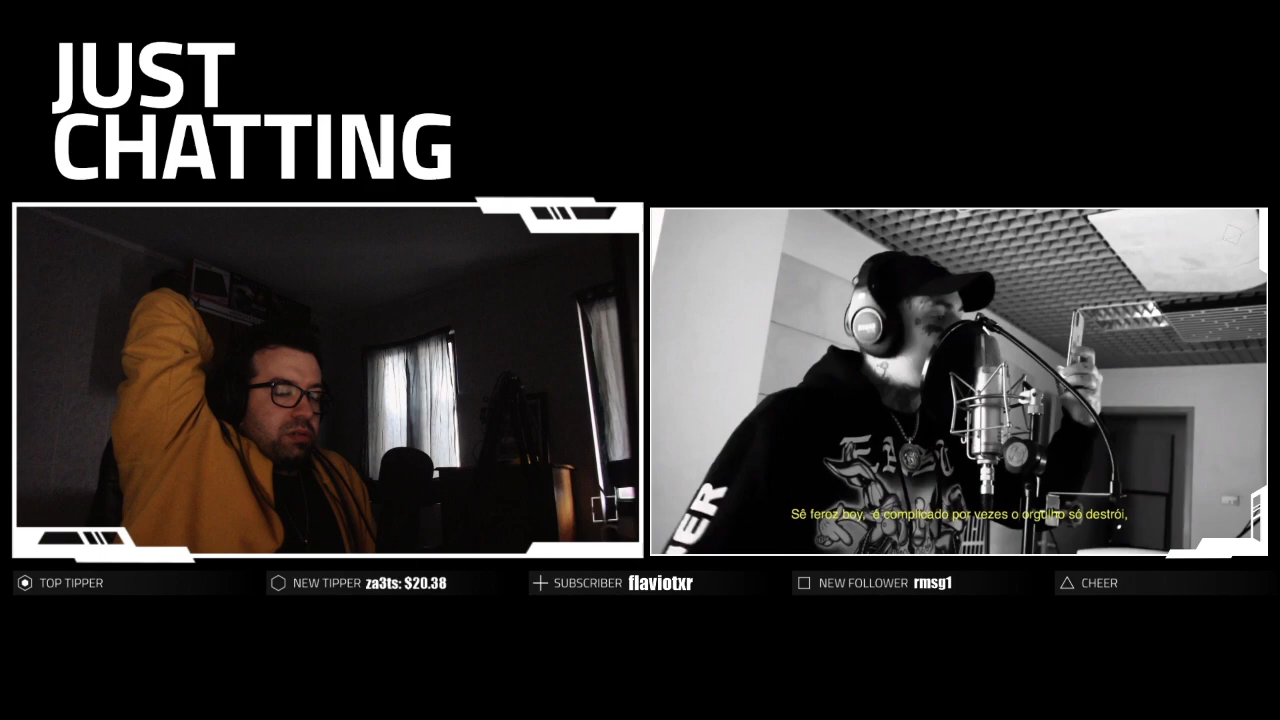 JUST
CHATTING
Sê feroz boy, é complicado por vezes o orgulho só destrói,
TOP TIPPER
NEW TIPPER za3ts: $20.38
SUBSCRIBER flaviotxr
NEW FOLLOWER rmsg1
CHEER